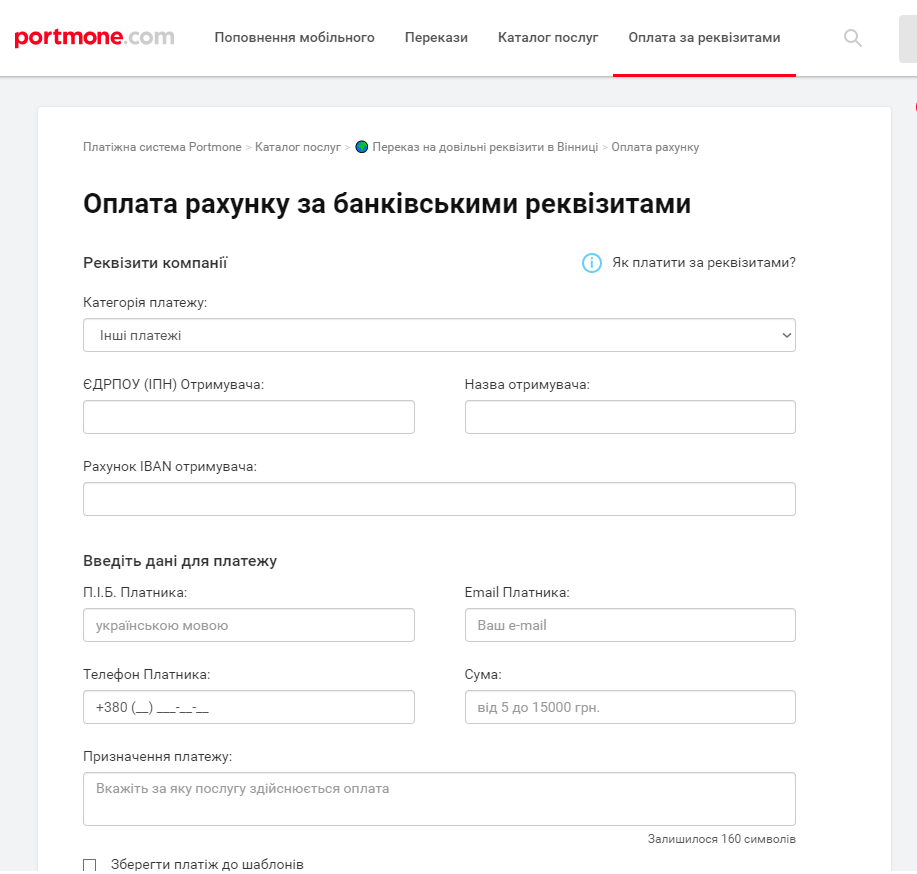 portmone.com
Поповнення мобільного Перекази Каталог послуг Оплата за реквізитами
Платіжна система Portmone > Каталог послуг > Переказ на довільні реквізити в Вінниці > Оплата рахунку
Оплата рахунку за банківськими реквізитами
Реквізити компанії
Як платити за реквізитами?
Категорія платежу:
Інші платежі
ЄДРПОУ (ІПН) Отримувача: Назва отримувача:
Рахунок IBAN отримувача:
Введіть дані для платежу
П.І.Б. Платника: Email Платника:
українською мовою Ваш e-mail
Телефон Платника: Сума:
+380 (__) ___-__-__ від 5 до 15000 грн.
Призначення платежу:
Вкажіть за яку послугу здійснюється оплата
Залишилося 160 символів
Зберегти платіж до шаблонів